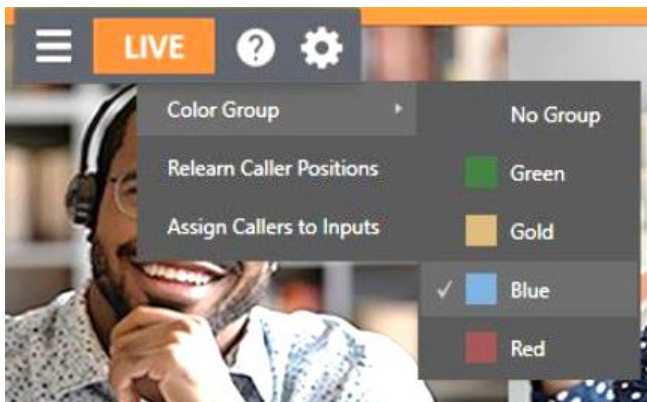 LIVE
Color Group
Relearn Caller Positions
Assign Callers to Inputs
No Group
Green
Gold
Blue
Red